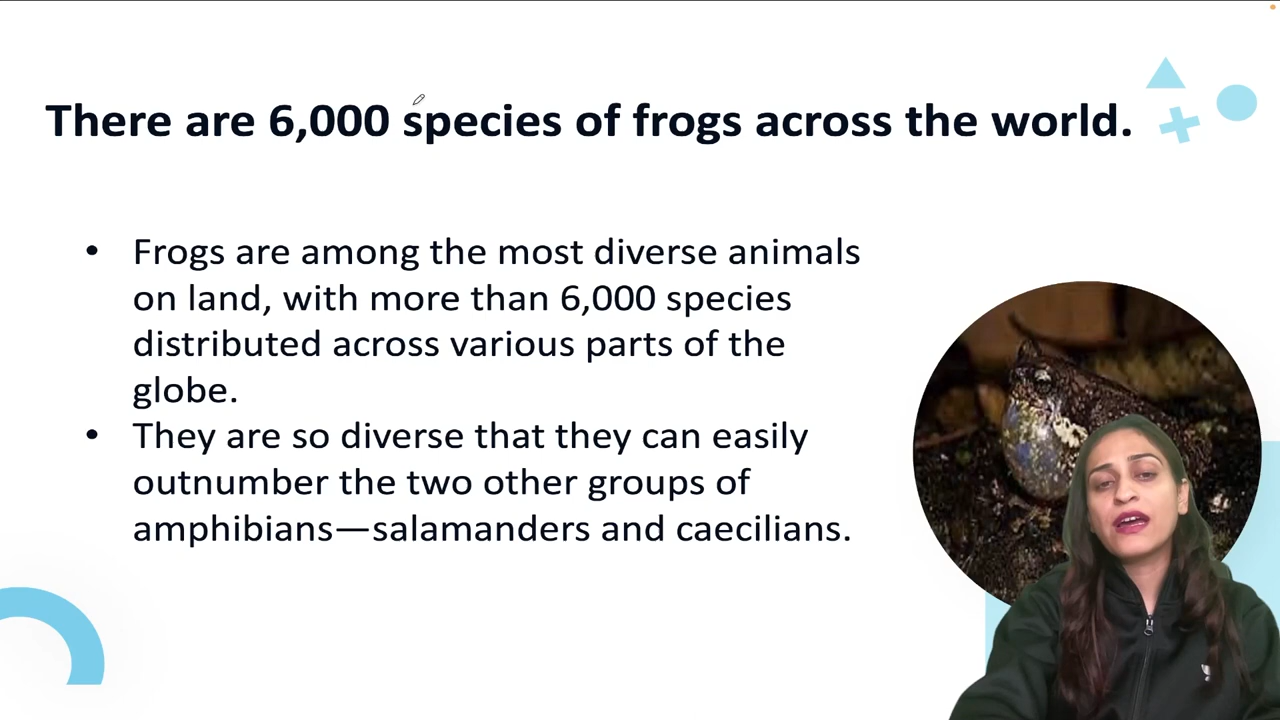 There are 6,000 species of frogs across the world.
• Frogs are among the most diverse animals
on land, with more than 6,000 species
distributed across various parts of the
globe.
• They are so diverse that they can easily
outnumber the two other groups of
amphibians—salamanders and caecilians.